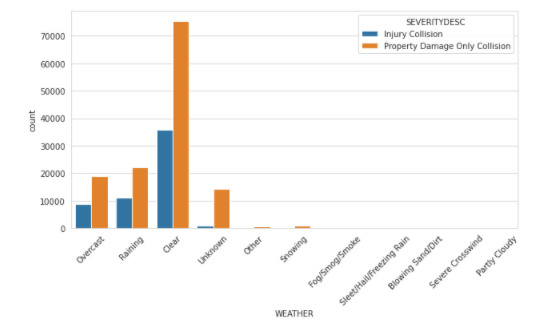 SEVERITYDESC
Injury Collision
Property Damage Only Collision
70000
60000
50000
40000
30000
20000
10000
0
count
Overcast
Raining
Clear
Unknown
Other
Snowing
Fog/Smog/Smoke
Sleet/Hail/Freezing Rain
Blowing Sand/Dirt
Severe Crosswind
Partly Cloudy
WEATHER